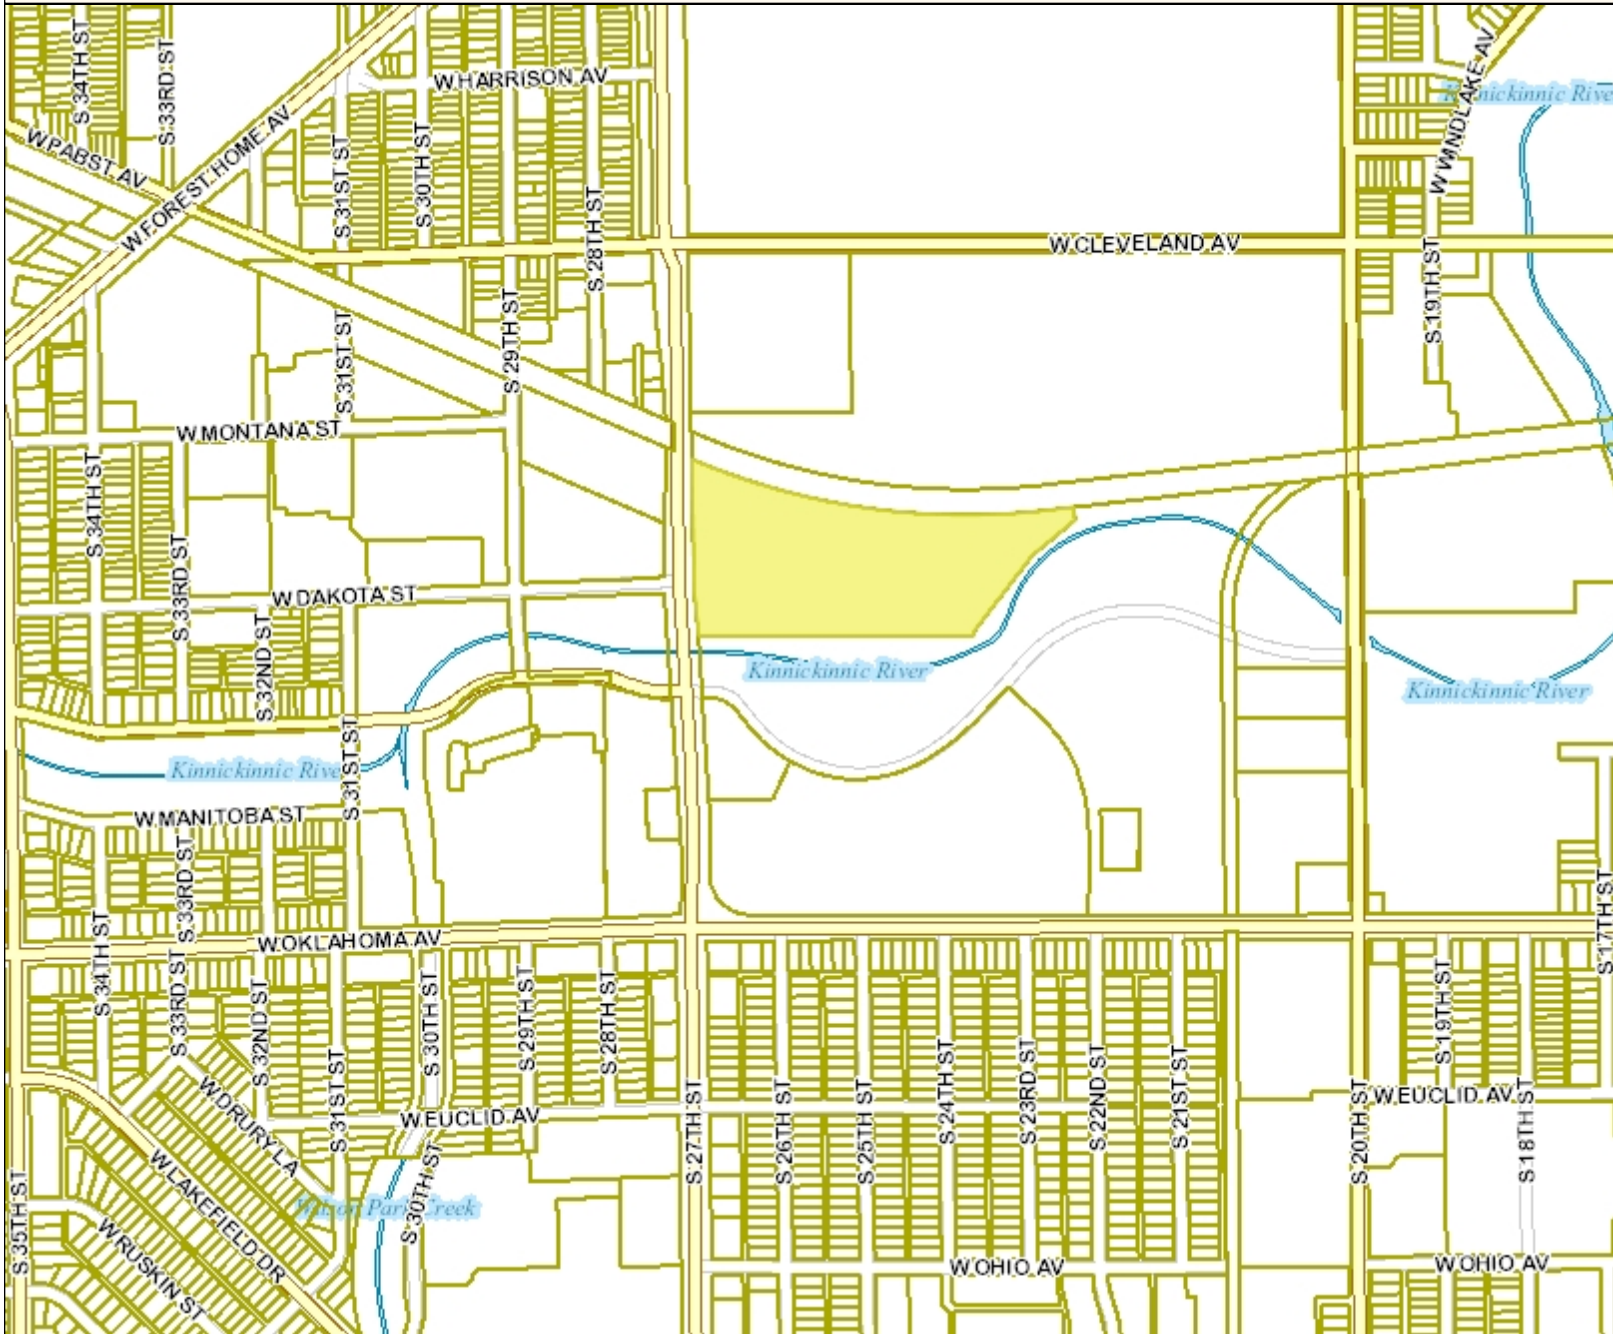 S 34TH ST
S 33RD ST
W HARRISON AV
W WINDLAKE AV
Kinnickinnic Rive
W PABST AV
W FOREST HOME AV
S 31ST ST
S 30TH ST
S 28TH ST
W CLEVELAND AV
S 19TH ST
S 29TH ST
S 31ST ST
W MONTANA ST
S 34TH ST
S 33RD ST
W DAKOTA ST
S 32ND ST
Kinnickinnic River
Kinnickinnic River
Kinnickinnic Rive
S 31ST ST
W MANITOBA ST
S 33RD ST
S 17TH ST
W OKLAHOMA AV
S 34TH ST
S 33RD ST
S 32ND ST
S 30TH ST
S 29TH ST
S 28TH ST
S 19TH ST
S 31ST ST
W DRURY LA
W EUCLID AV
S 27TH ST
S 26TH ST
S 25TH ST
S 24TH ST
S 23RD ST
S 22ND ST
S 21ST ST
S 20TH ST
W EUCLID AV
S 18TH ST
S 35TH ST
W LAKEFIELD DR
Wilson Park Creek
S 30TH ST
W RUSKIN ST
W OHIO AV
W OHIO AV